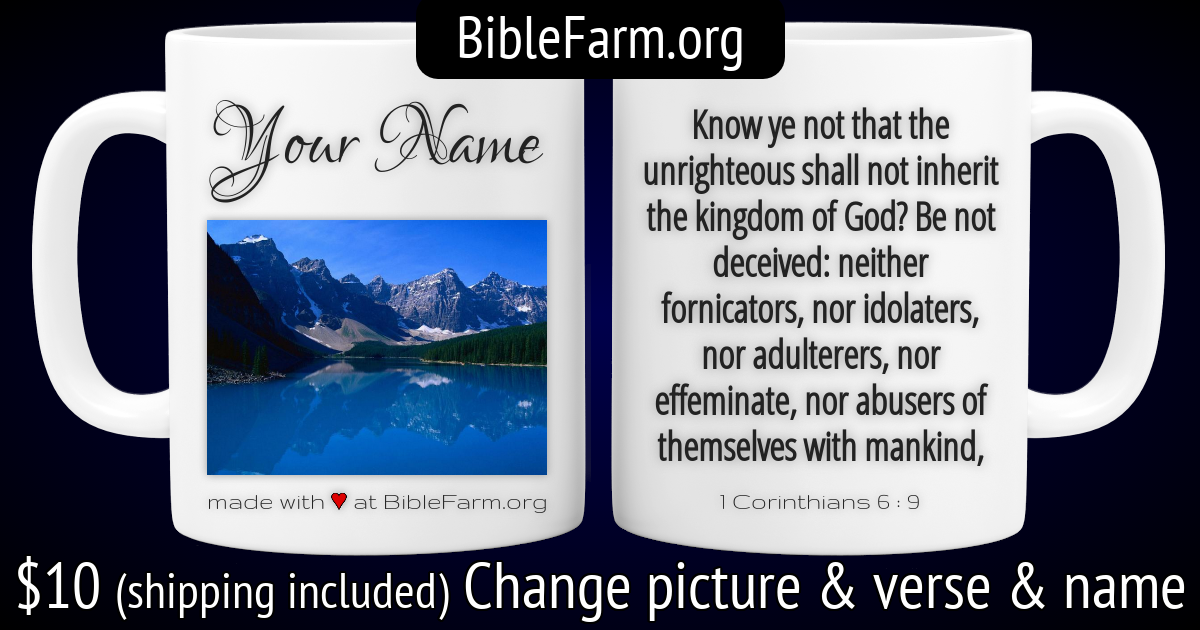 BibleFarm.org
Your Name
made with ♥ at BibleFarm.org
Know ye not that the
unrighteous shall not inherit
the kingdom of God? Be not
deceived: neither
fornicators, nor idolaters,
nor adulterers, nor
effeminate, nor abusers of
themselves with mankind,
1 Corinthians 6 : 9
$10 (shipping included) Change picture & verse & name